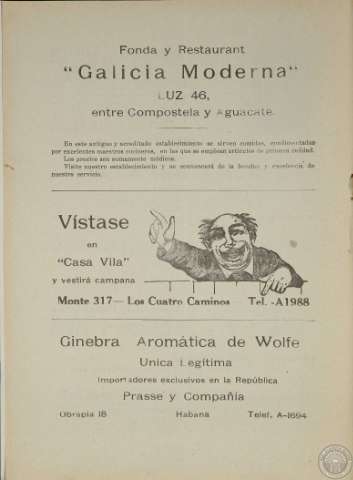 Fonda y Restaurant
"Galicia Moderna"
LUZ 46,
entre Compostela y Aguacate.
En este antiguo y acreditado establecimiento se sirven comidas, condimentadas
por excelentes maestros cocineros, en las que se emplean artículos de primera calidad.
Los precios son sumamente módicos.
Visite nuestro establecimiento y se convencerá de la bondad y excelencia de
nuestro servicio.
Vístase
en
"Casa Vila"
y vestirá campana
Monte 317— Los Cuatro Caminos Tel. -A1988
Ginebra Aromática de Wolfe
Unica Legítima
Importadores exclusivos en la República
Prasse y Compañía
Obrapía 18 Habana Telef. A-1694